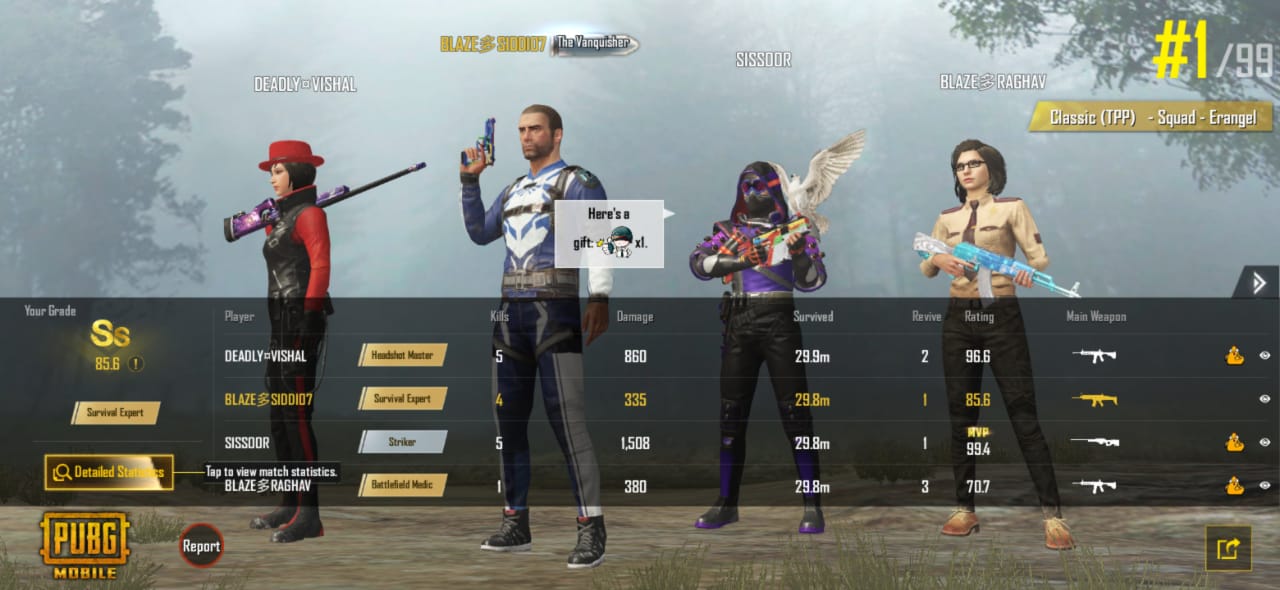 BLAZE多SIDD107 The Vanquisher
SISSOOR
DEADLY¤VISHAL
BLAZE多RAGHAV
#1/99
Classic (TPP) - Squad - Erangel
Here's a
gift: x1.
Your Grade
Ss
85.6 !
Survival Expert
Detailed Statistics
Tap to view match statistics.
Player Kills Damage Survived Revive Rating Main Weapon
DEADLY¤VISHAL Headshot Master 5 860 29.9m 2 96.6
BLAZE多SIDD107 Survival Expert 4 335 29.8m 1 85.6
MVP
SISSOOR Striker 5 1,508 29.8m 1 99.4
BLAZE多RAGHAV Battlefield Medic 1 380 29.8m 3 70.7
PUBG
MOBILE
Report